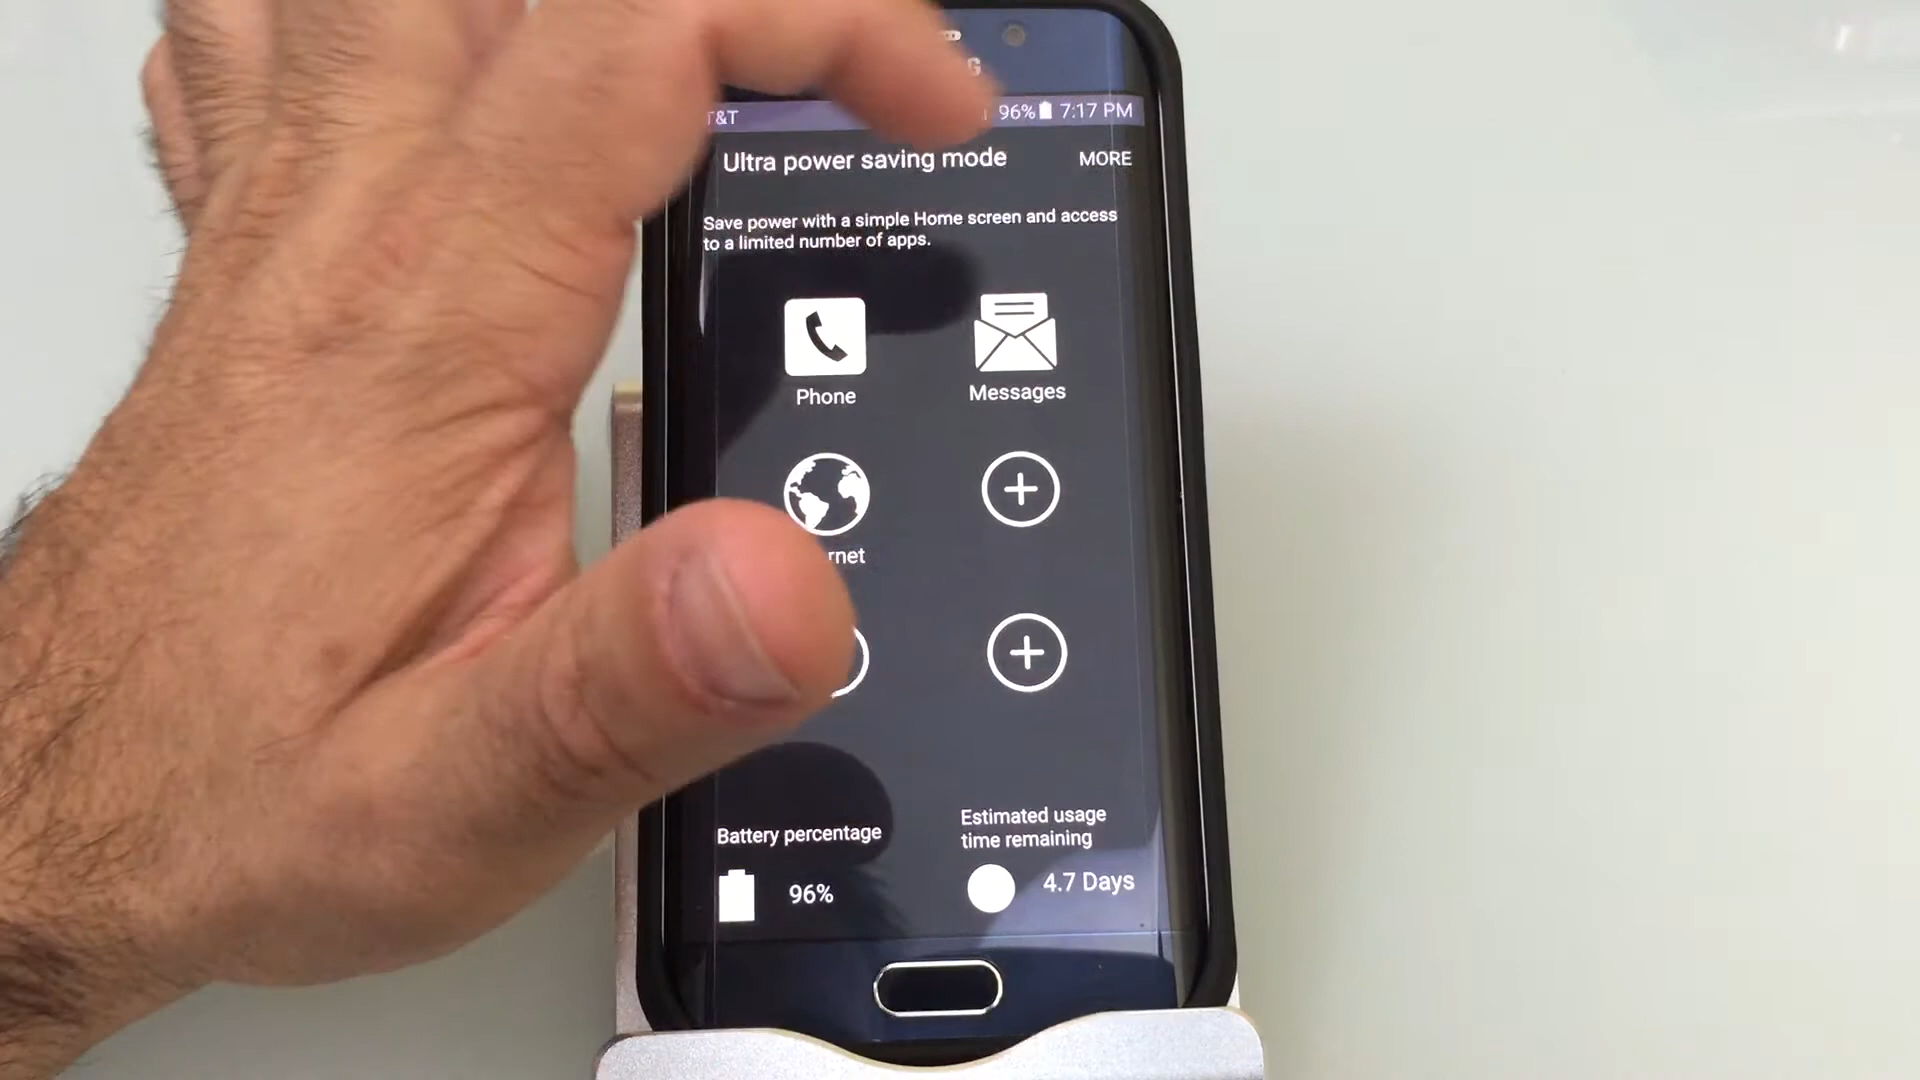 T&T 96% 7:17 PM
Ultra power saving mode MORE
Save power with a simple Home screen and access
to a limited number of apps.
Phone Messages
rnet
Battery percentage
Estimated usage
time remaining
96% 4.7 Days